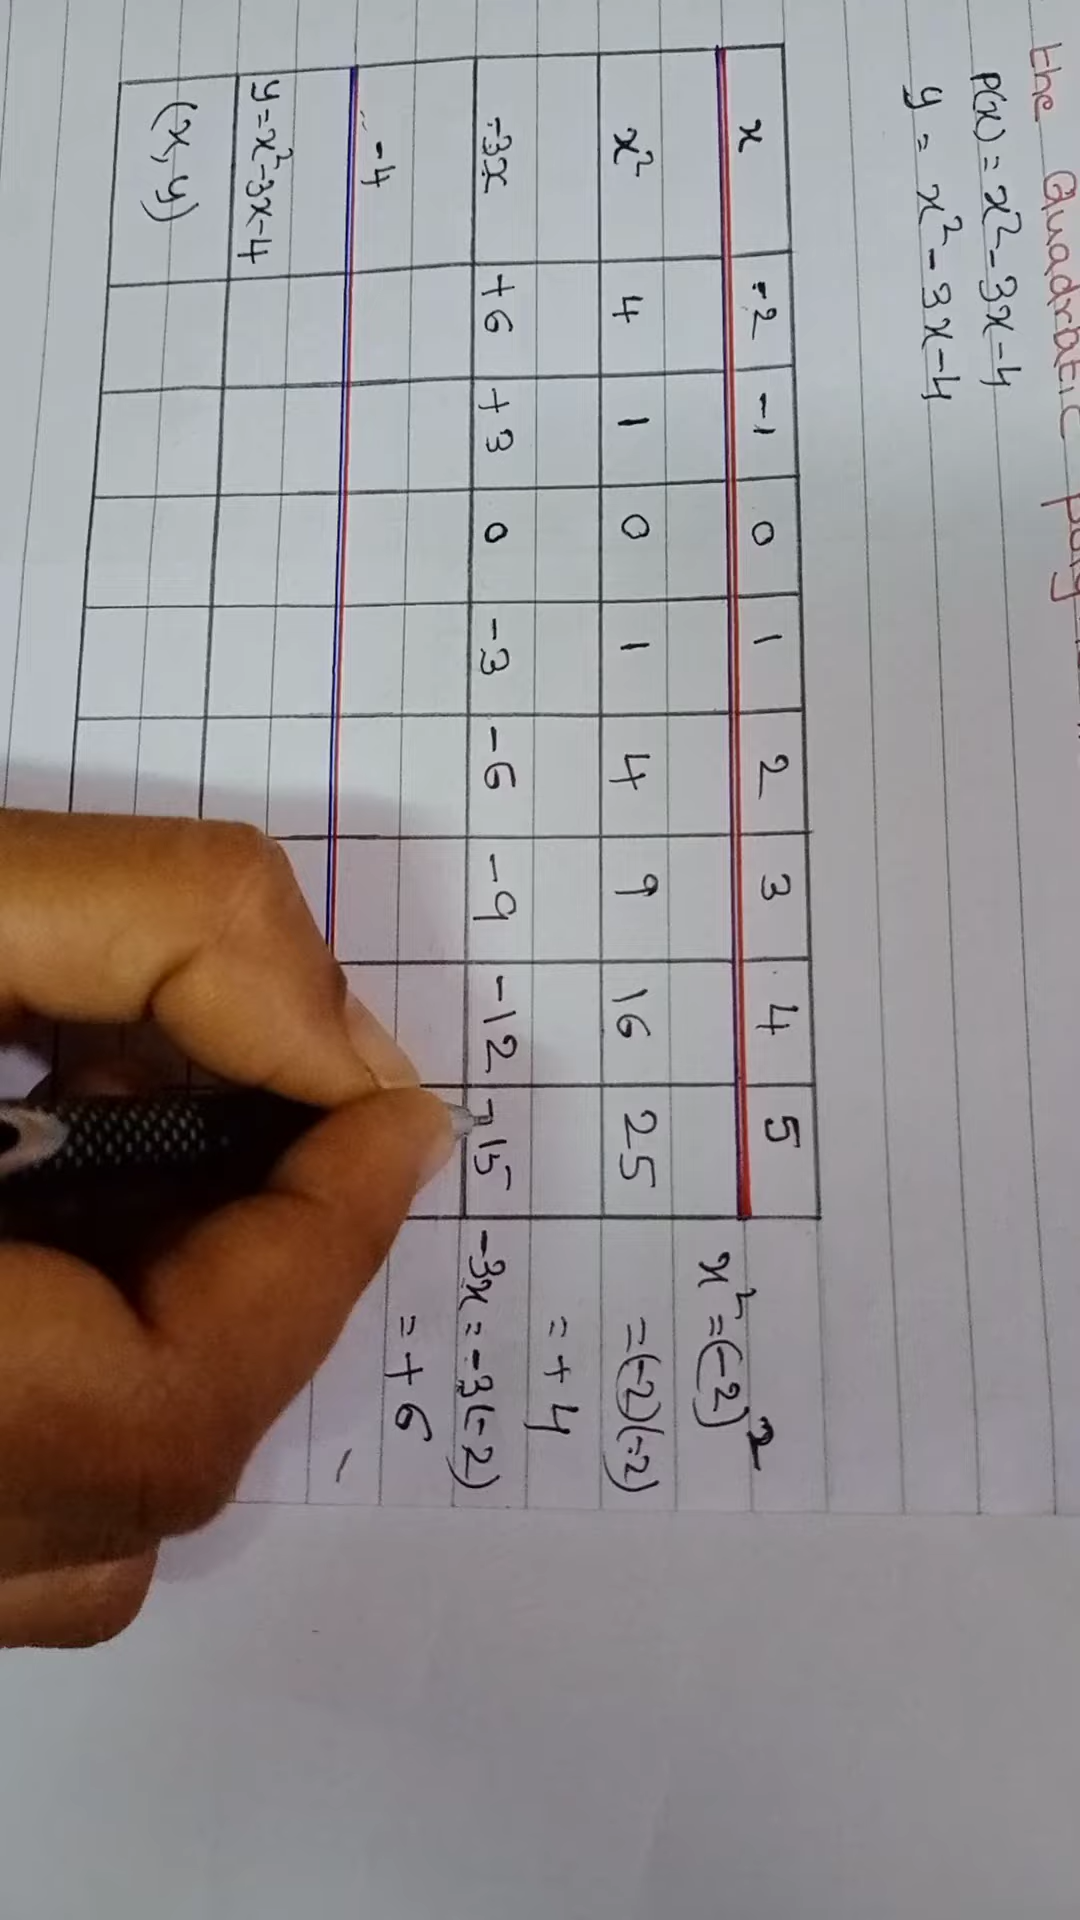 the Quadratic
P(x) = x² - 3x - 4
y = x² - 3x - 4
x -2 -1 0 1 2 3 4 5
x² 4 1 0 1 4 9 16 25
-3x +6 +3 0 -3 -6 -9 -12 -15
-4
y = x² - 3x - 4
(x, y)
x² = (-2)²
= (-2)(-2)
= + 4
-3x = -3(-2)
= + 6